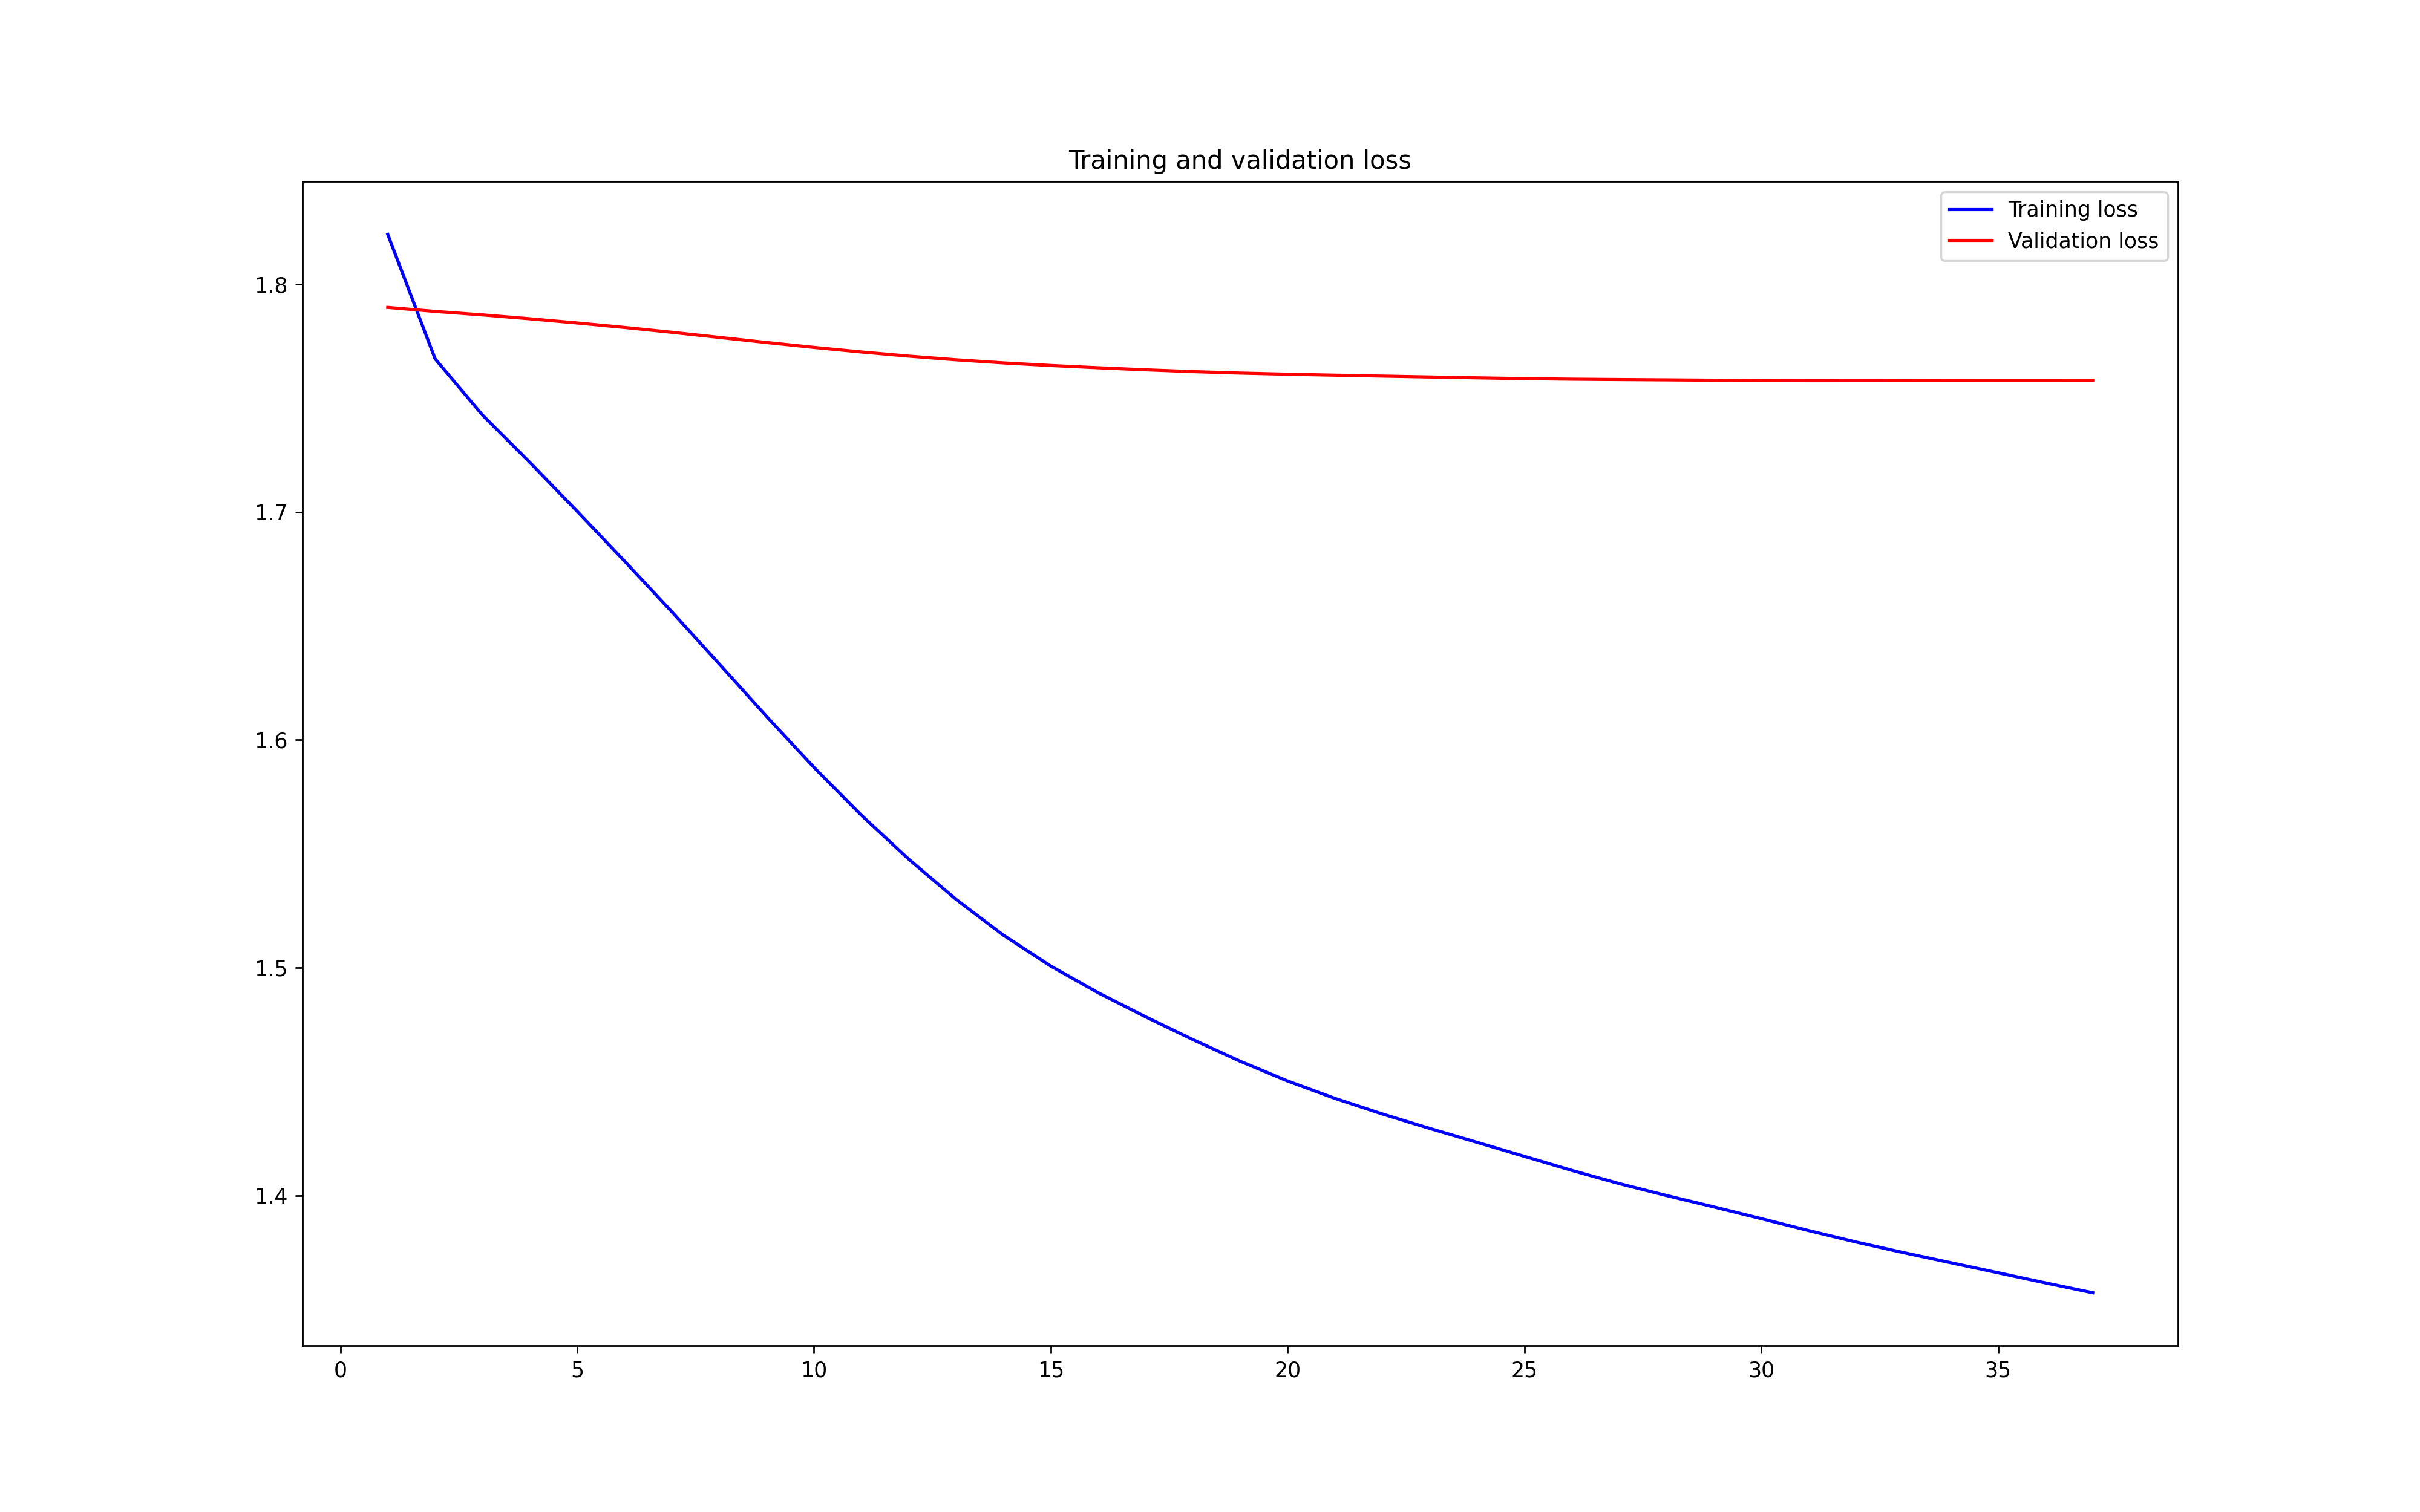 Training and validation loss
Training loss
Validation loss
1.8
1.7
1.6
1.5
1.4
0 5 10 15 20 25 30 35